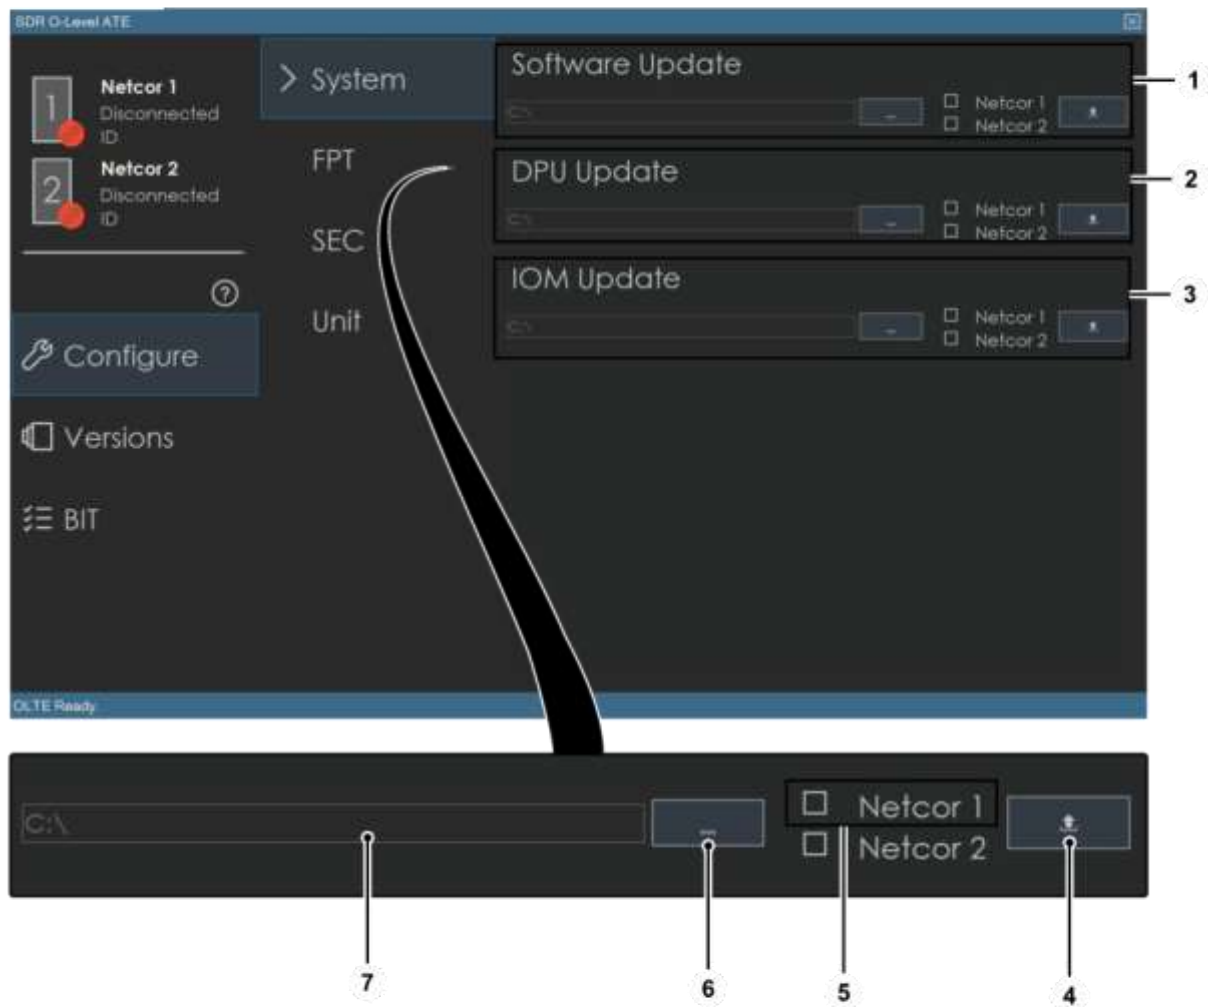 SDR O-Level ATE
1
Netcor 1
Disconnected
ID
2
Netcor 2
Disconnected
ID
?
Configure
Versions
BIT
System
FPT
SEC
Unit
Software Update
C:\
...
Netcor 1
Netcor 2
DPU Update
C:\
...
Netcor 1
Netcor 2
IOM Update
C:\
...
Netcor 1
Netcor 2
1
2
3
OLTE Ready
C:\
...
Netcor 1
Netcor 2
7
6
5
4